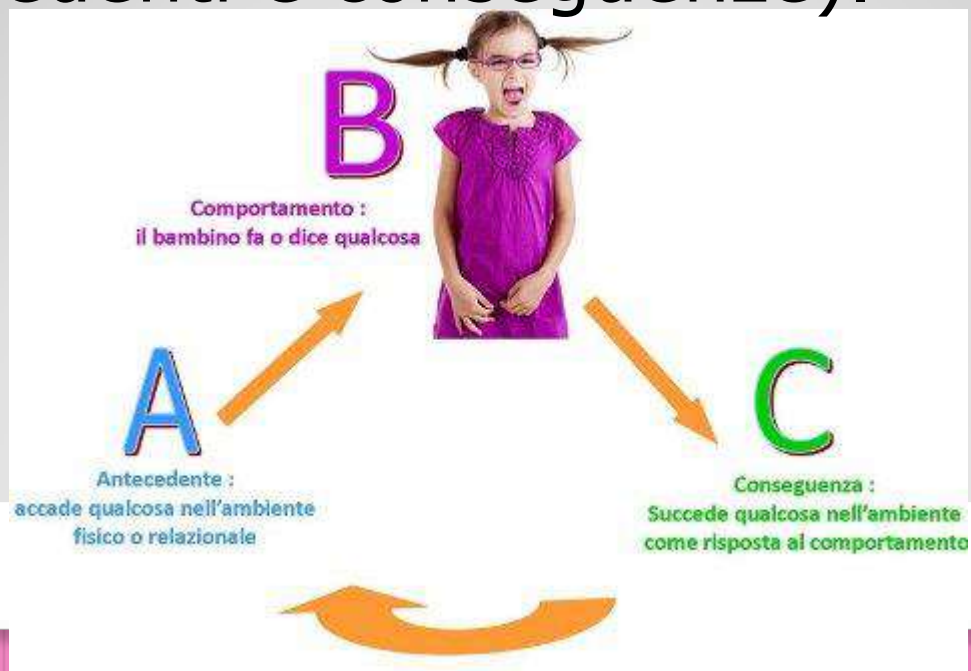 e conseguenze).
B
Comportamento :
il bambino fa o dice qualcosa
A
Antecedente :
accade qualcosa nell'ambiente
fisico o relazionale
C
Conseguenza :
Succede qualcosa nell'ambiente
come risposta al comportamento